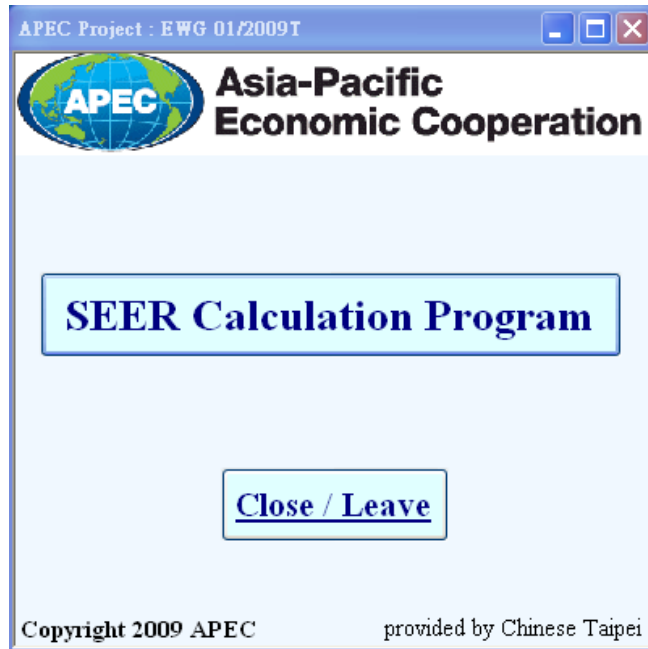 APEC Project : EWG 01/2009T
APEC
Asia-Pacific
Economic Cooperation
SEER Calculation Program
Close / Leave
Copyright 2009 APEC
provided by Chinese Taipei